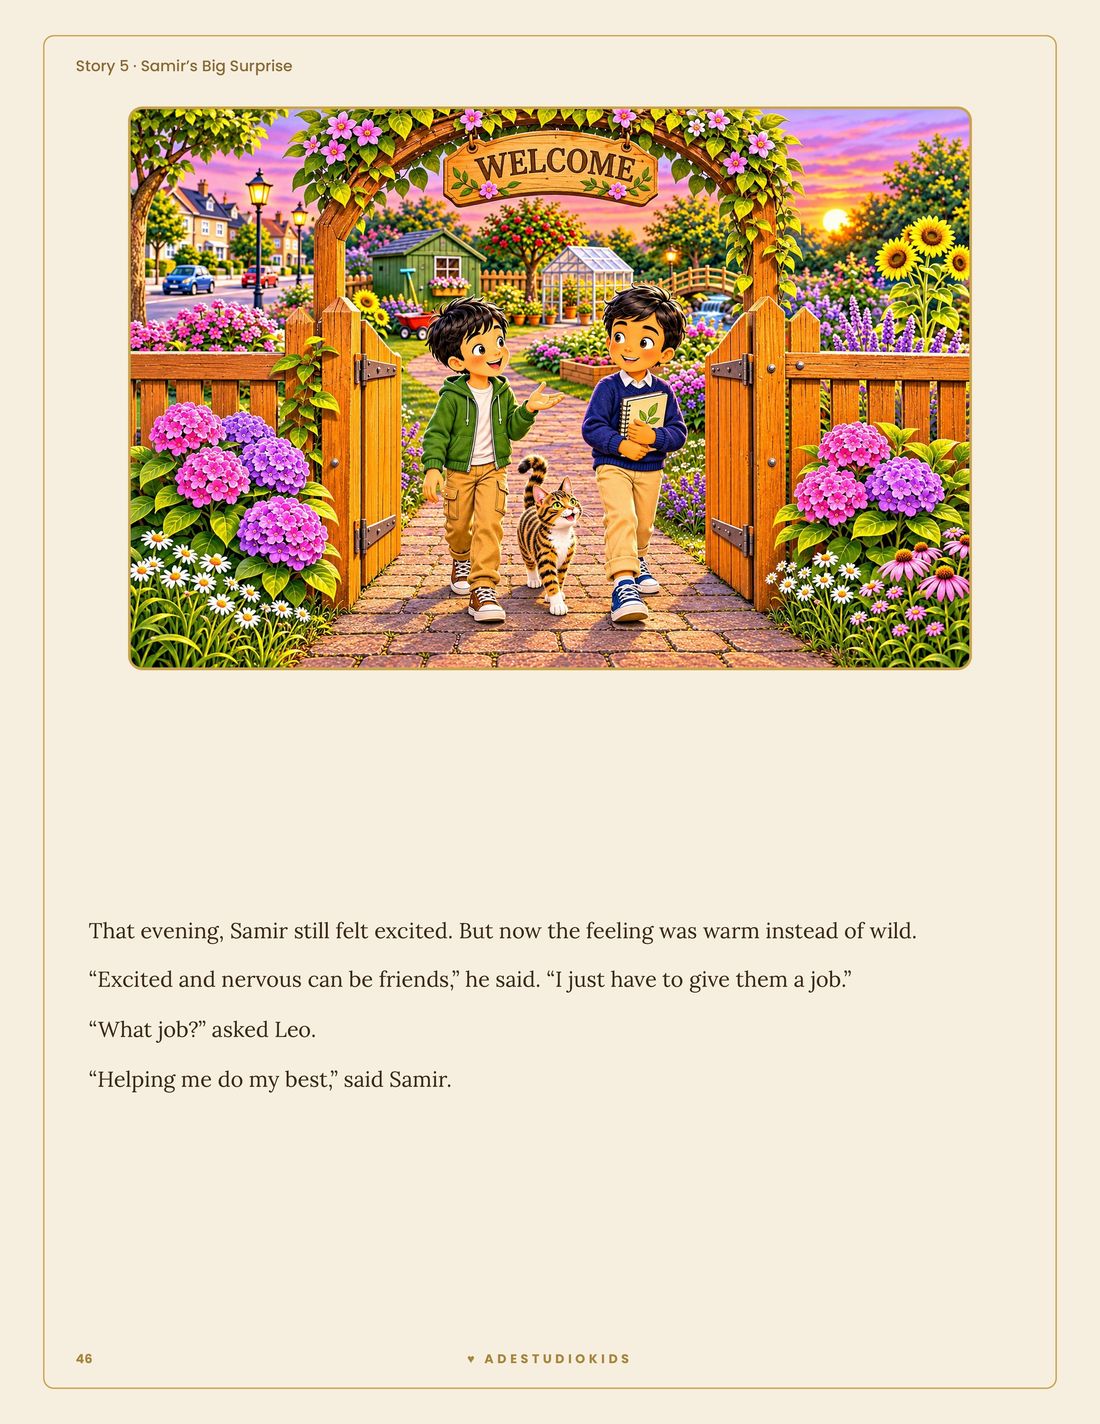 Story 5 · Samir’s Big Surprise
WELCOME
That evening, Samir still felt excited. But now the feeling was warm instead of wild.
“Excited and nervous can be friends,” he said. “I just have to give them a job.”
“What job?” asked Leo.
“Helping me do my best,” said Samir.
46
♥ ADESTUDIOKIDS